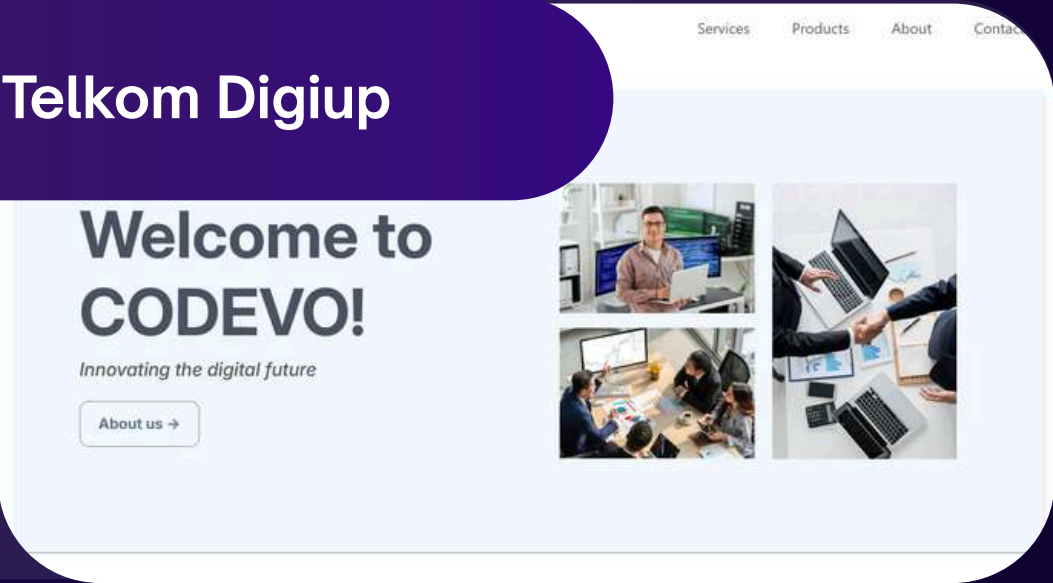 Services Products About
Telkom Digiup
Welcome to
CODEVO!
Innovating the digital future
About us →